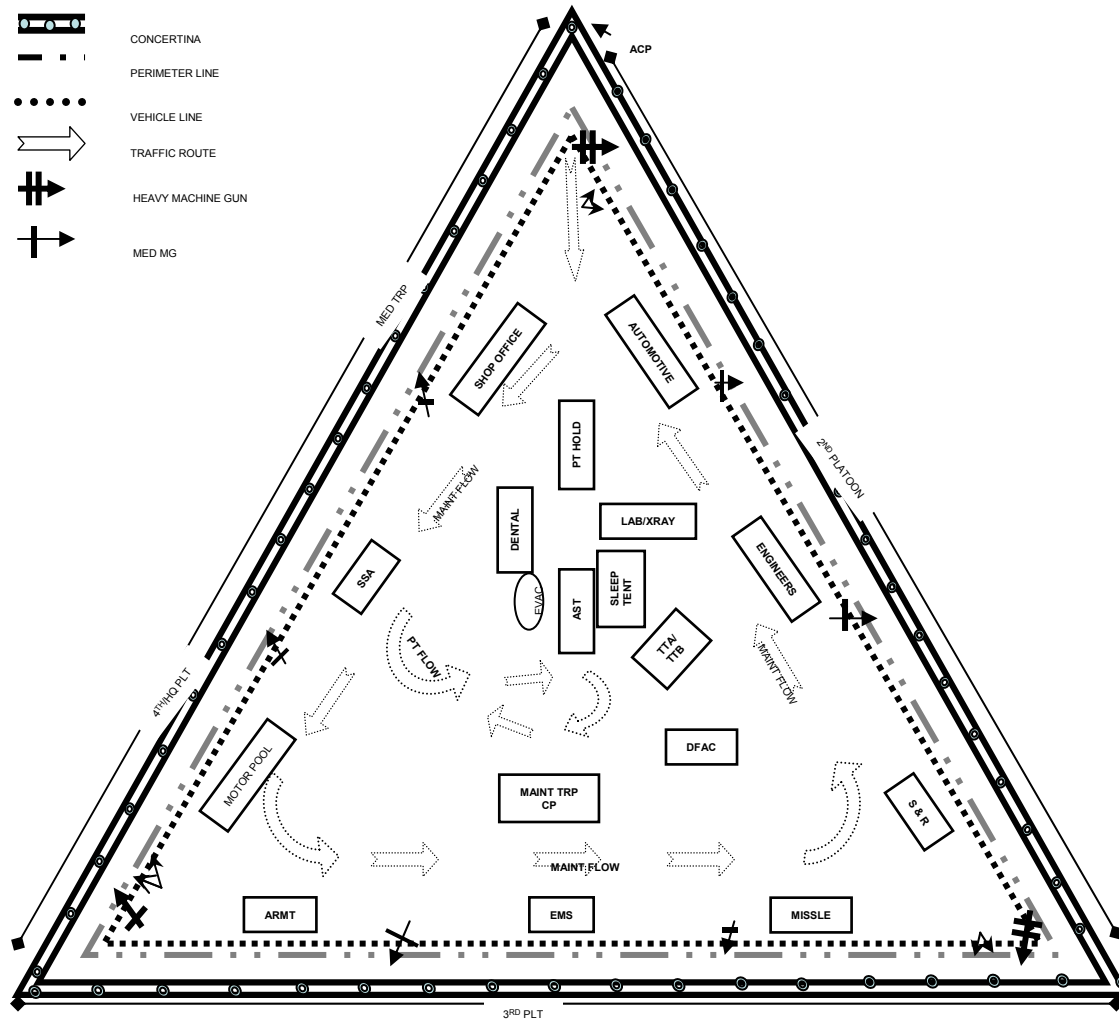 CONCERTINA
ACP
PERIMETER LINE
VEHICLE LINE
TRAFFIC ROUTE
HEAVY MACHINE GUN
MED MG
MED TRP
SHOP OFFICE
AUTOMOTIVE
PT HOLD
2ND PLATOON
MAINT FLOW
DENTAL
LAB/XRAY
ENGINEERS
SSA
EVAC
AST
SLEEP
TENT
TTA/
TTB
PT FLOW
MAINT FLOW
4TH/HQ PLT
MOTOR POOL
DFAC
MAINT TRP
CP
S & R
MAINT FLOW
ARMT
EMS
MISSLE
3RD PLT